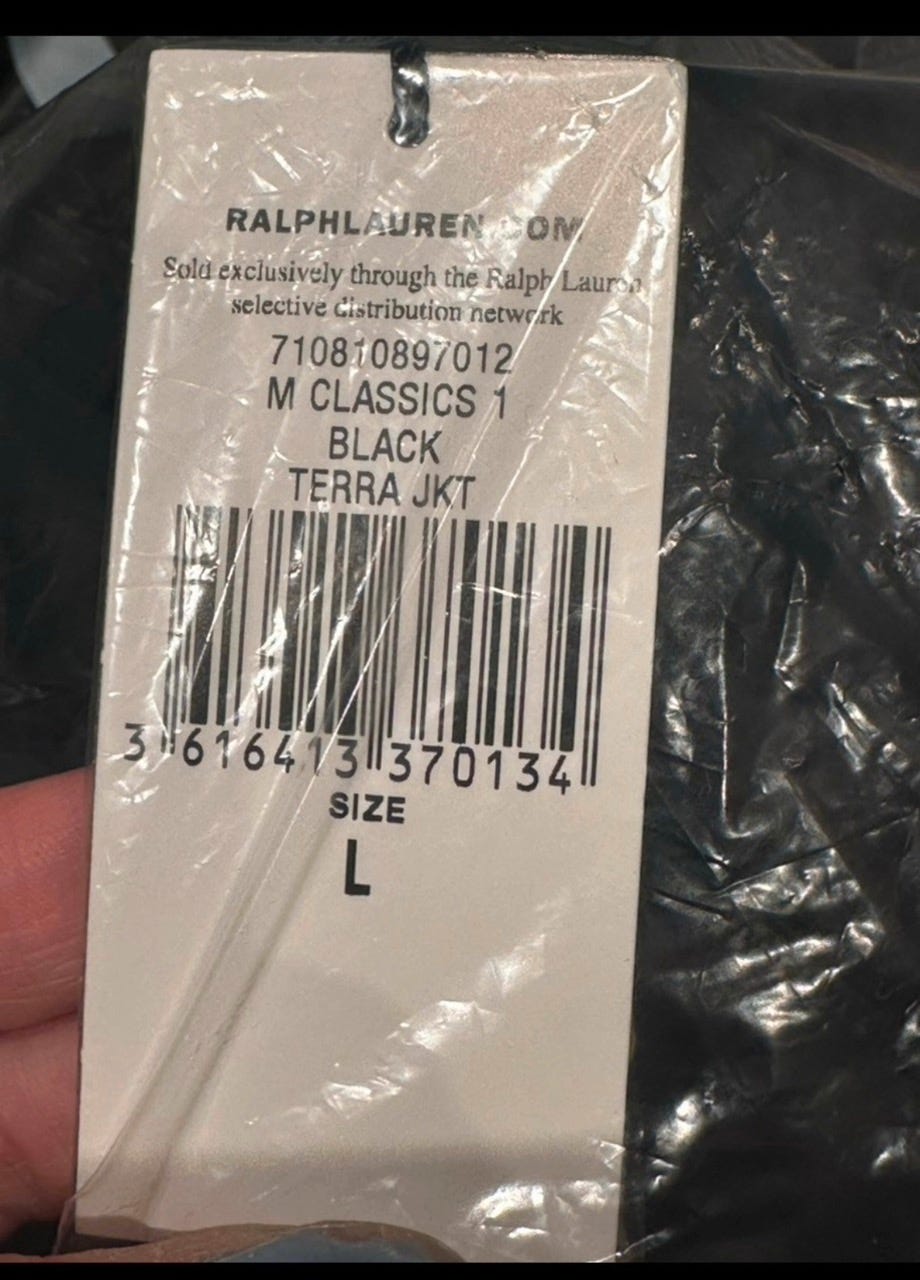 RALPHLAUREN.COM
Sold exclusively through the Ralph Lauren
selective distribution network
710810897012
M CLASSICS 1
BLACK
TERRA JKT
3 616413 370134
SIZE
L